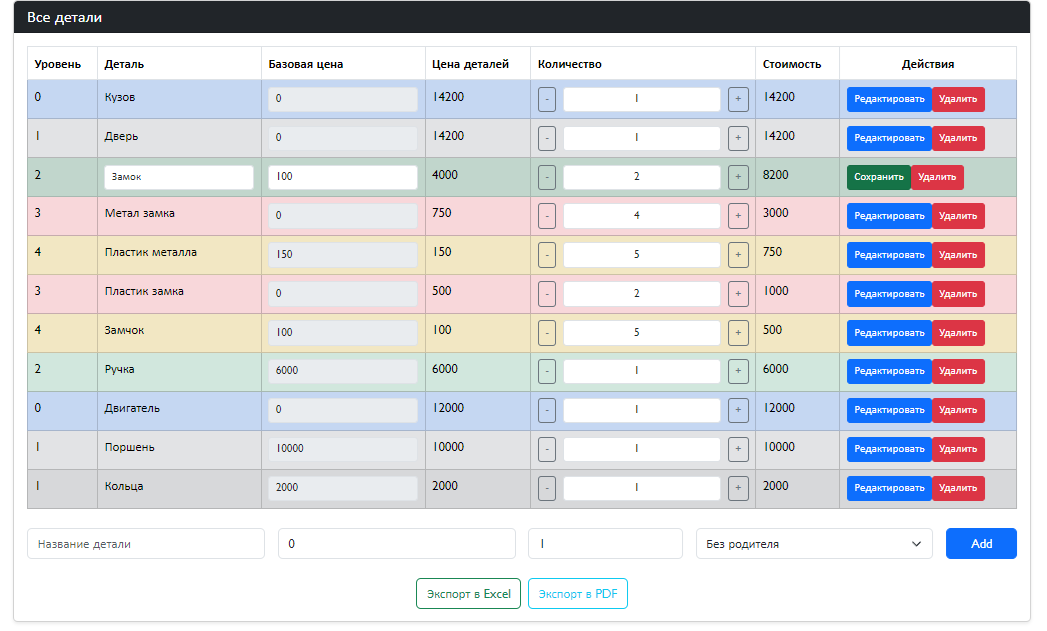 Все детали
Уровень Деталь Базовая цена Цена деталей Количество Стоимость Действия
0 Кузов 0 14200 - 1 + 14200 Редактировать Удалить
1 Дверь 0 14200 - 1 + 14200 Редактировать Удалить
2 Замок 100 4000 - 2 + 8200 Сохранить Удалить
3 Метал замка 0 750 - 4 + 3000 Редактировать Удалить
4 Пластик металла 150 150 - 5 + 750 Редактировать Удалить
3 Пластик замка 0 500 - 2 + 1000 Редактировать Удалить
4 Замчок 100 100 - 5 + 500 Редактировать Удалить
2 Ручка 6000 6000 - 1 + 6000 Редактировать Удалить
0 Двигатель 0 12000 - 1 + 12000 Редактировать Удалить
1 Поршень 10000 10000 - 1 + 10000 Редактировать Удалить
1 Кольца 2000 2000 - 1 + 2000 Редактировать Удалить
Название детали 0 1 Без родителя Add
Экспорт в Excel Экспорт в PDF